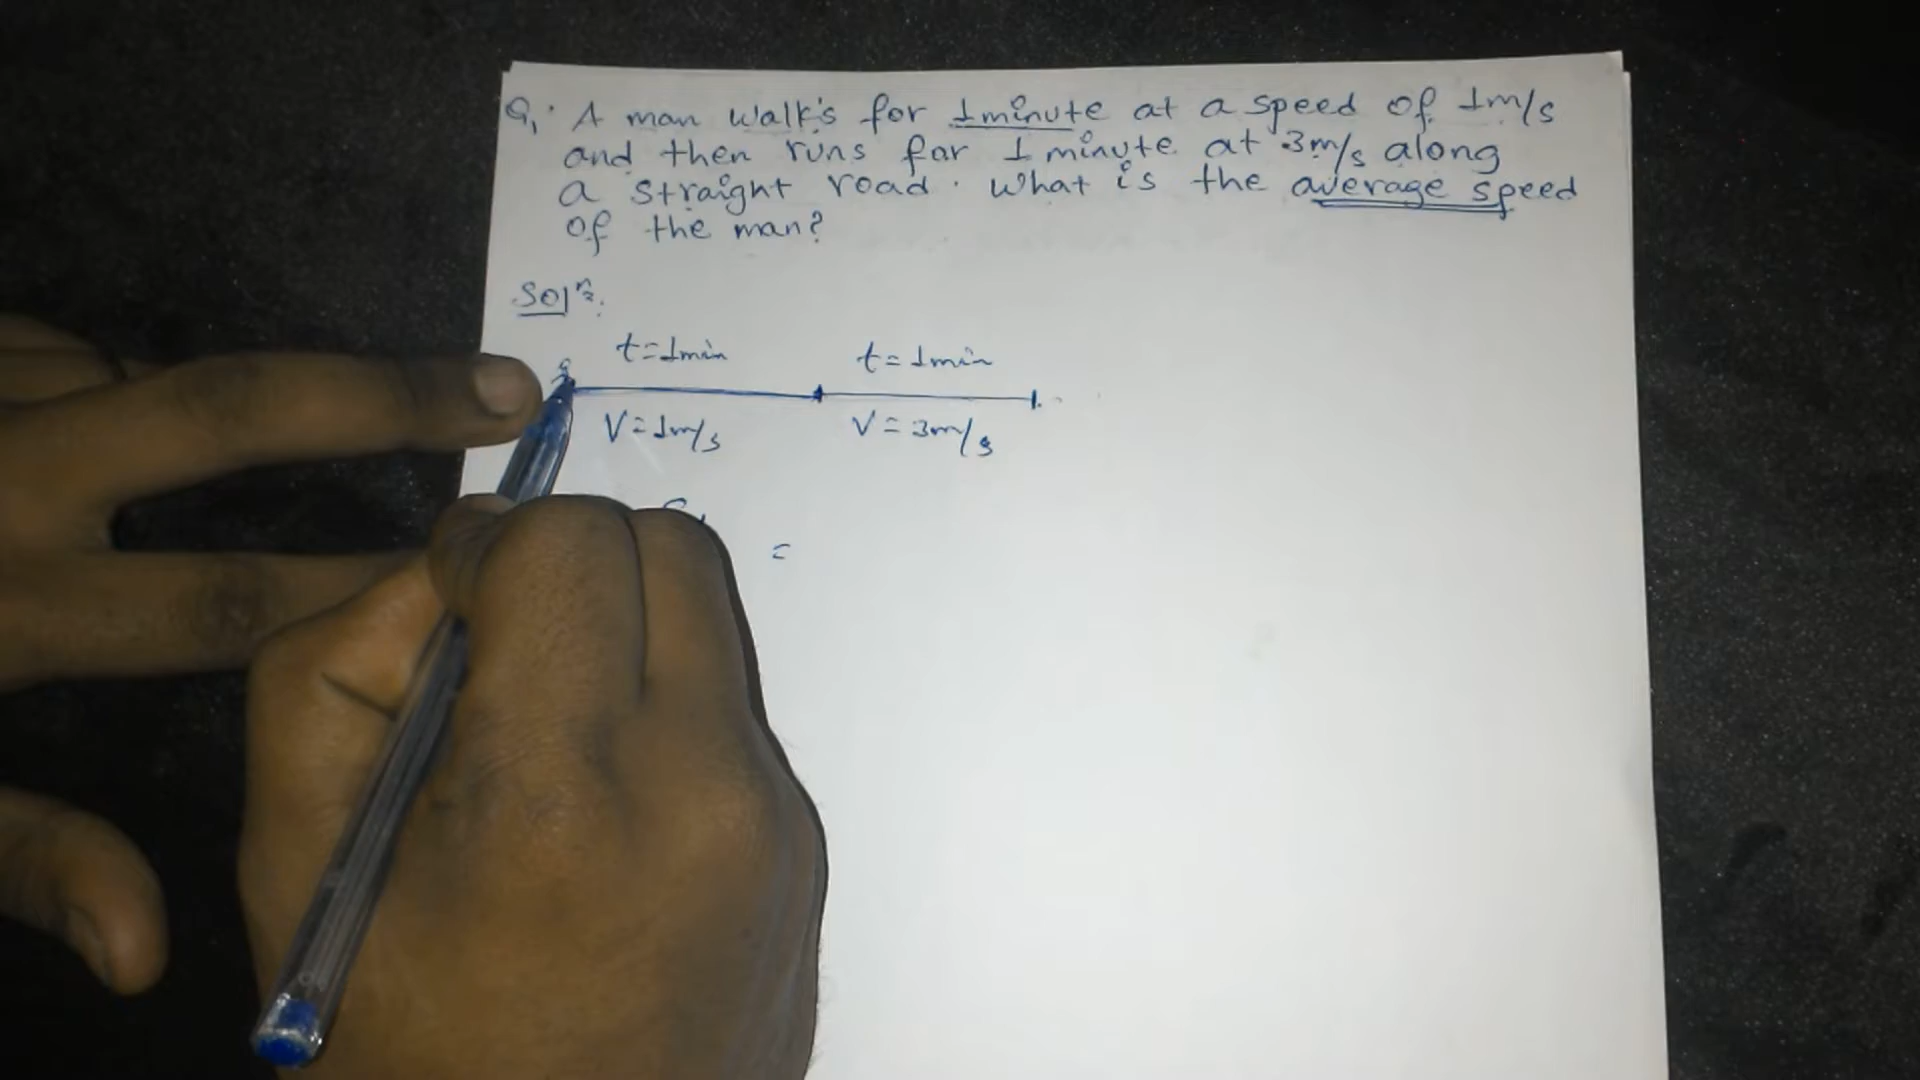 Q1. A man walk's for 1 minute at a speed of 1m/s
and then runs for 1 minute at 3m/s along
a straight road. What is the average speed
of the man?
Soln.
t=1min t=1min
V=1m/s V=3m/s
=